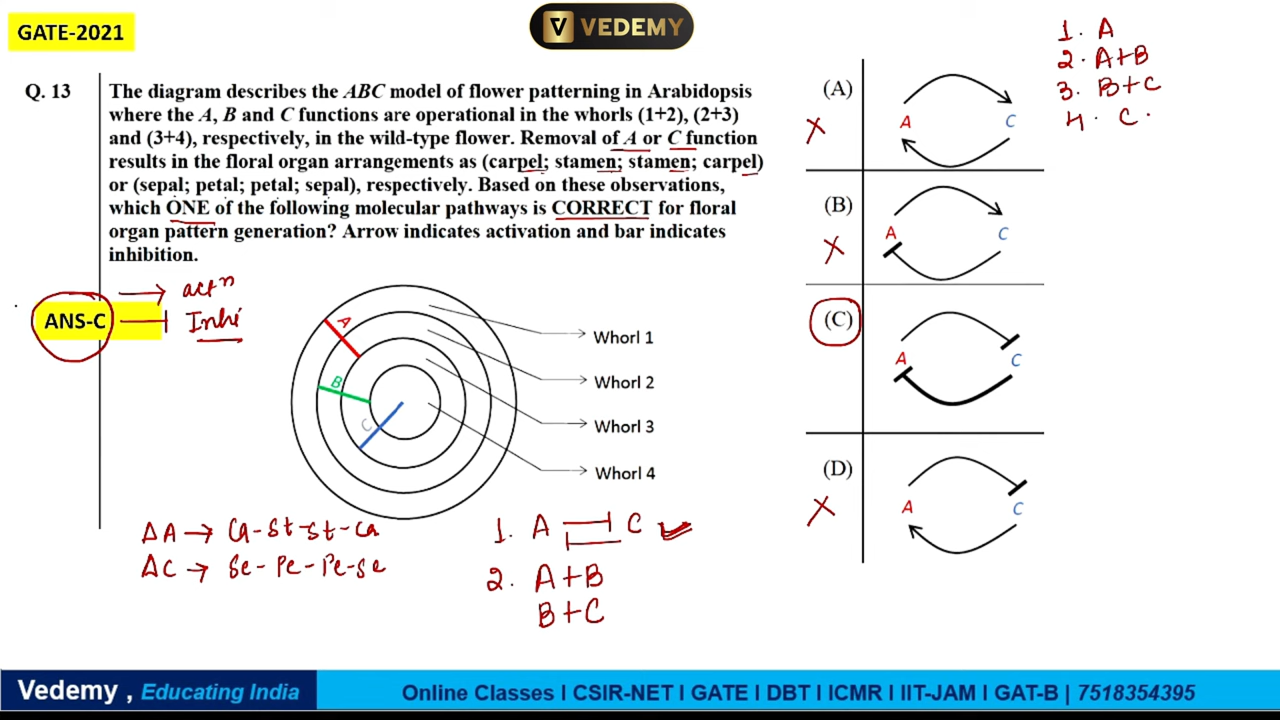 GATE-2021
VEDEMY
Q. 13
The diagram describes the ABC model of flower patterning in Arabidopsis
where the A, B and C functions are operational in the whorls (1+2), (2+3)
and (3+4), respectively, in the wild-type flower. Removal of A or C function
results in the floral organ arrangements as (carpel; stamen; stamen; carpel)
or (sepal; petal; petal; sepal), respectively. Based on these observations,
which ONE of the following molecular pathways is CORRECT for floral
organ pattern generation? Arrow indicates activation and bar indicates
inhibition.
ANS-C
→ actⁿ
⊣ Inhi
A
B
C
Whorl 1
Whorl 2
Whorl 3
Whorl 4
ΔA → Ca-St-St-Ca
ΔC → Se-Pe-Pe-Se
1. A ⊣ C
2. A+B
B+C
(A)
A C
(B)
A C
(C)
A C
(D)
A C
1. A
2. A+B
3. B+C
4. C
Vedemy , Educating India
Online Classes I CSIR-NET I GATE I DBT I ICMR I IIT-JAM I GAT-B | 7518354395